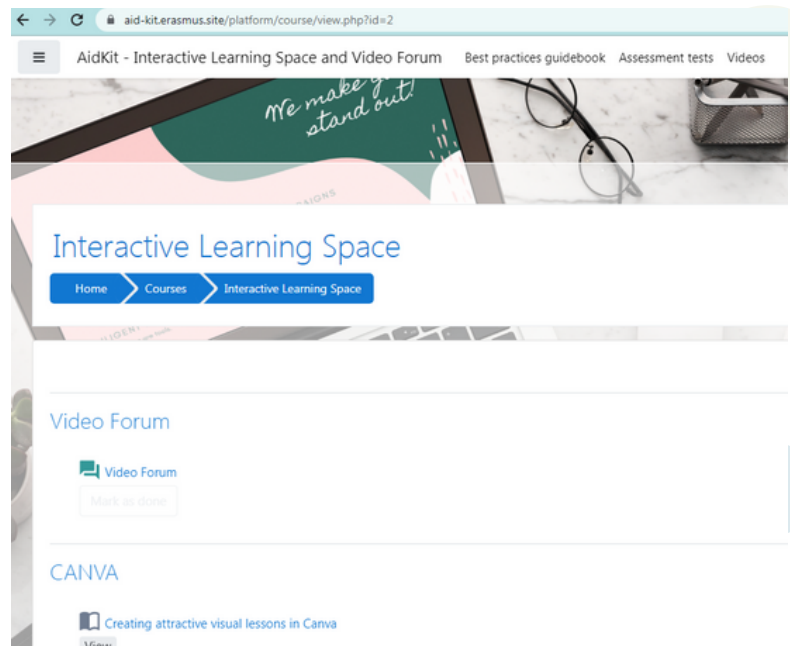 aid-kit.erasmus.site/platform/course/view.php?id=2
AidKit - Interactive Learning Space and Video Forum Best practices guidebook Assessment tests Videos
We make you
stand out!
Interactive Learning Space
Home Courses Interactive Learning Space
Video Forum
Video Forum
Mark as done
CANVA
Creating attractive visual lessons in Canva
View